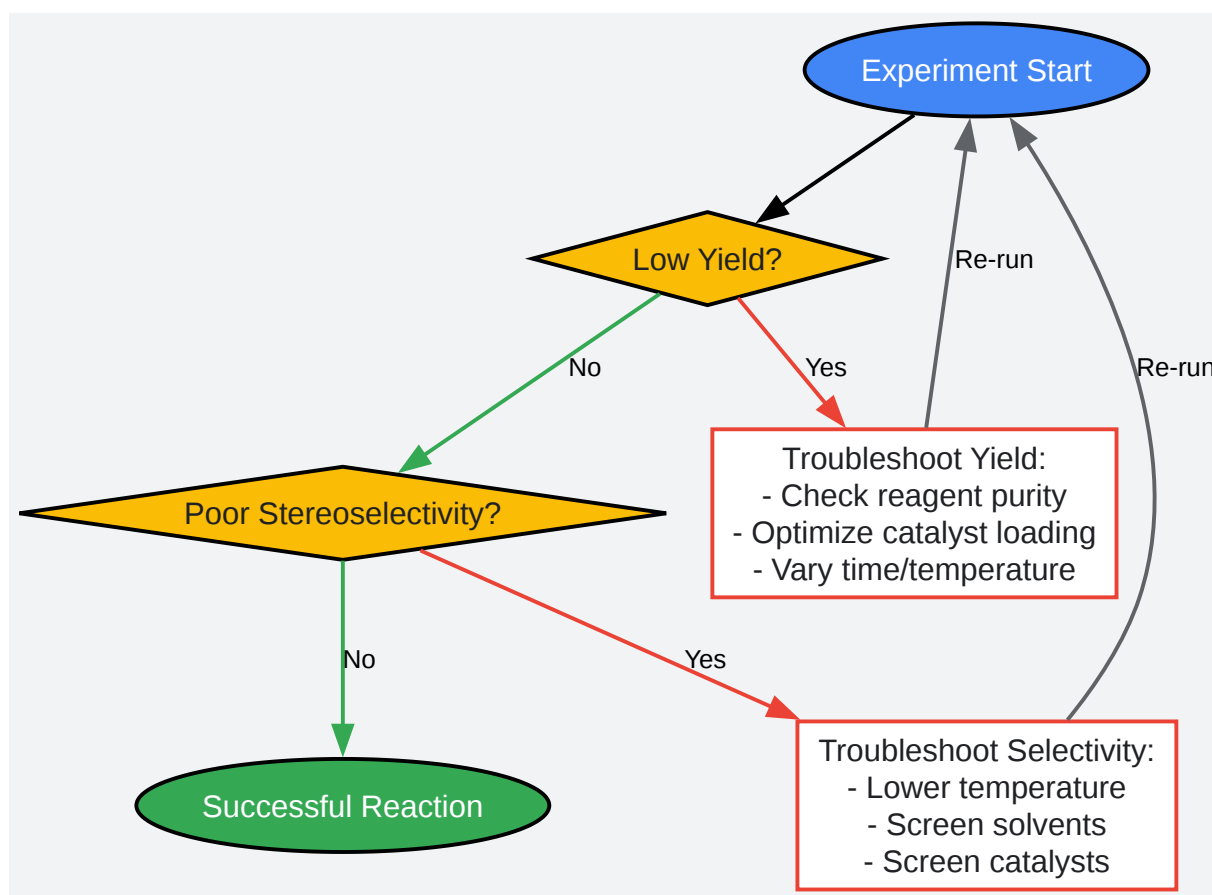 Experiment Start
Low Yield?
Re-run
Re-run
No
Yes
Troubleshoot Yield:
- Check reagent purity
- Optimize catalyst loading
- Vary time/temperature
Poor Stereoselectivity?
No
Yes
Troubleshoot Selectivity:
- Lower temperature
- Screen solvents
- Screen catalysts
Successful Reaction